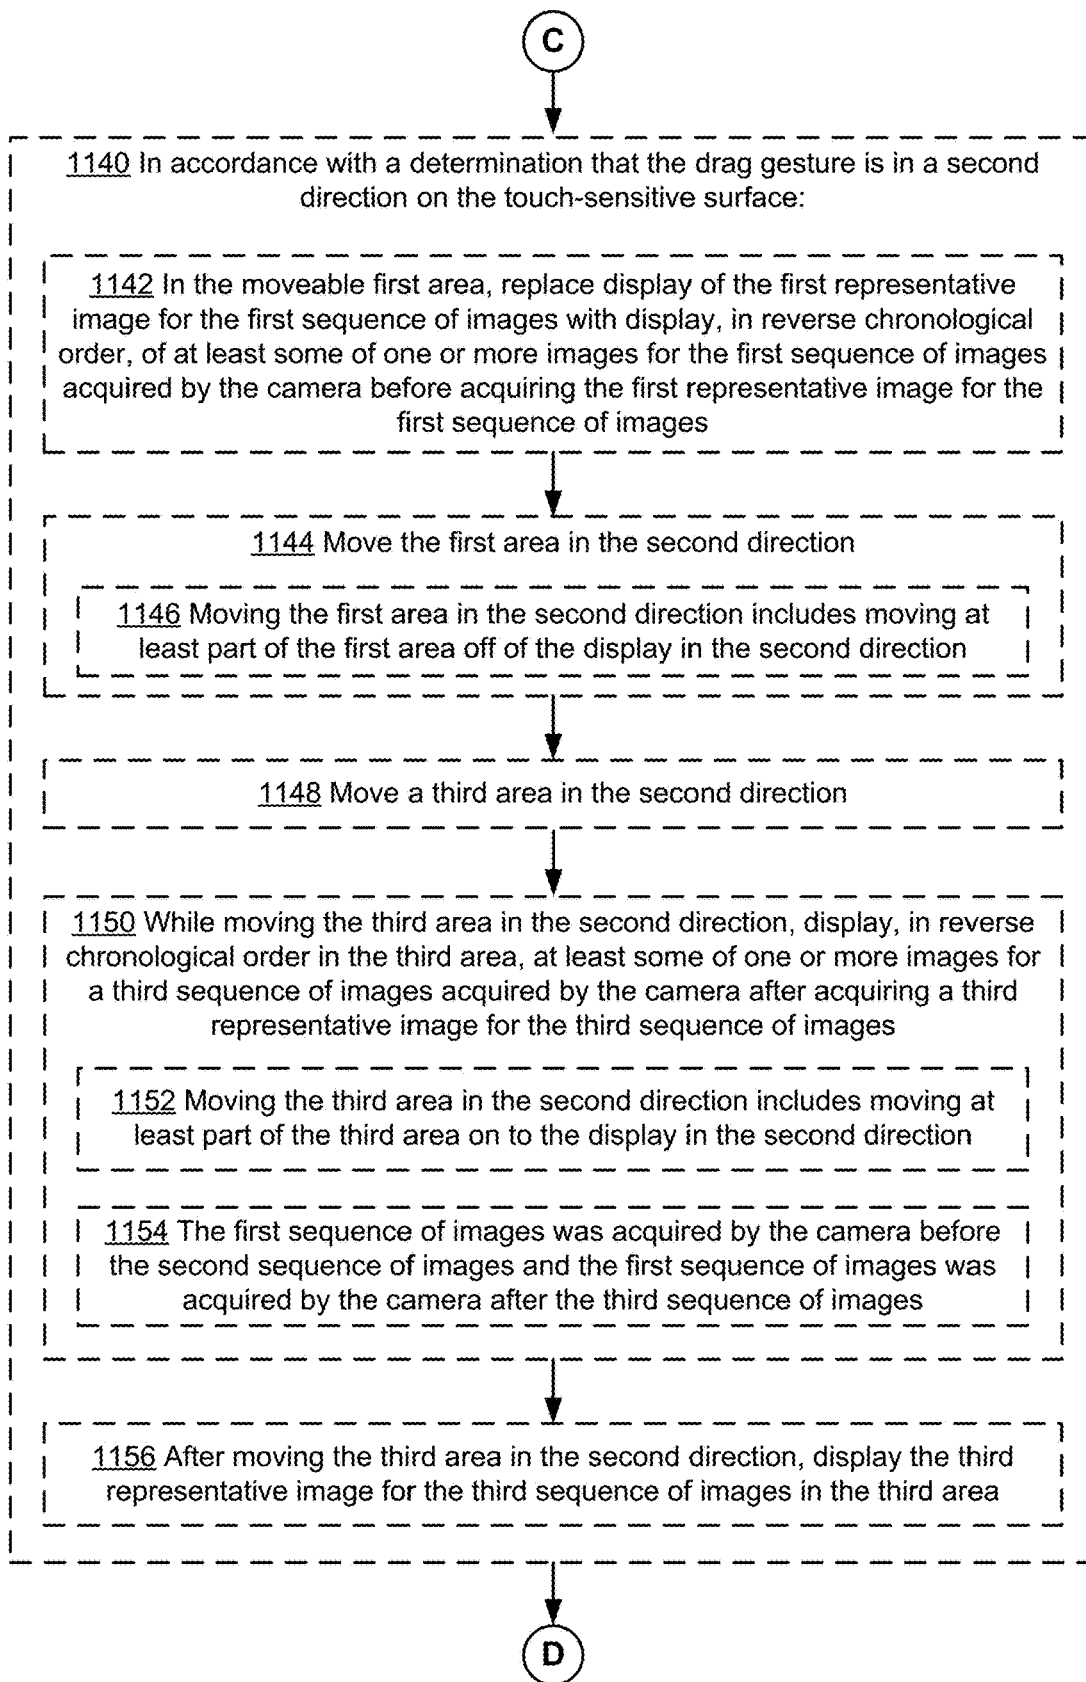 C
1140 In accordance with a determination that the drag gesture is in a second
direction on the touch-sensitive surface:
1142 In the moveable first area, replace display of the first representative
image for the first sequence of images with display, in reverse chronological
order, of at least some of one or more images for the first sequence of images
acquired by the camera before acquiring the first representative image for the
first sequence of images
1144 Move the first area in the second direction
1146 Moving the first area in the second direction includes moving at
least part of the first area off of the display in the second direction
1148 Move a third area in the second direction
1150 While moving the third area in the second direction, display, in reverse
chronological order in the third area, at least some of one or more images for
a third sequence of images acquired by the camera after acquiring a third
representative image for the third sequence of images
1152 Moving the third area in the second direction includes moving at
least part of the third area on to the display in the second direction
1154 The first sequence of images was acquired by the camera before
the second sequence of images and the first sequence of images was
acquired by the camera after the third sequence of images
1156 After moving the third area in the second direction, display the third
representative image for the third sequence of images in the third area
D